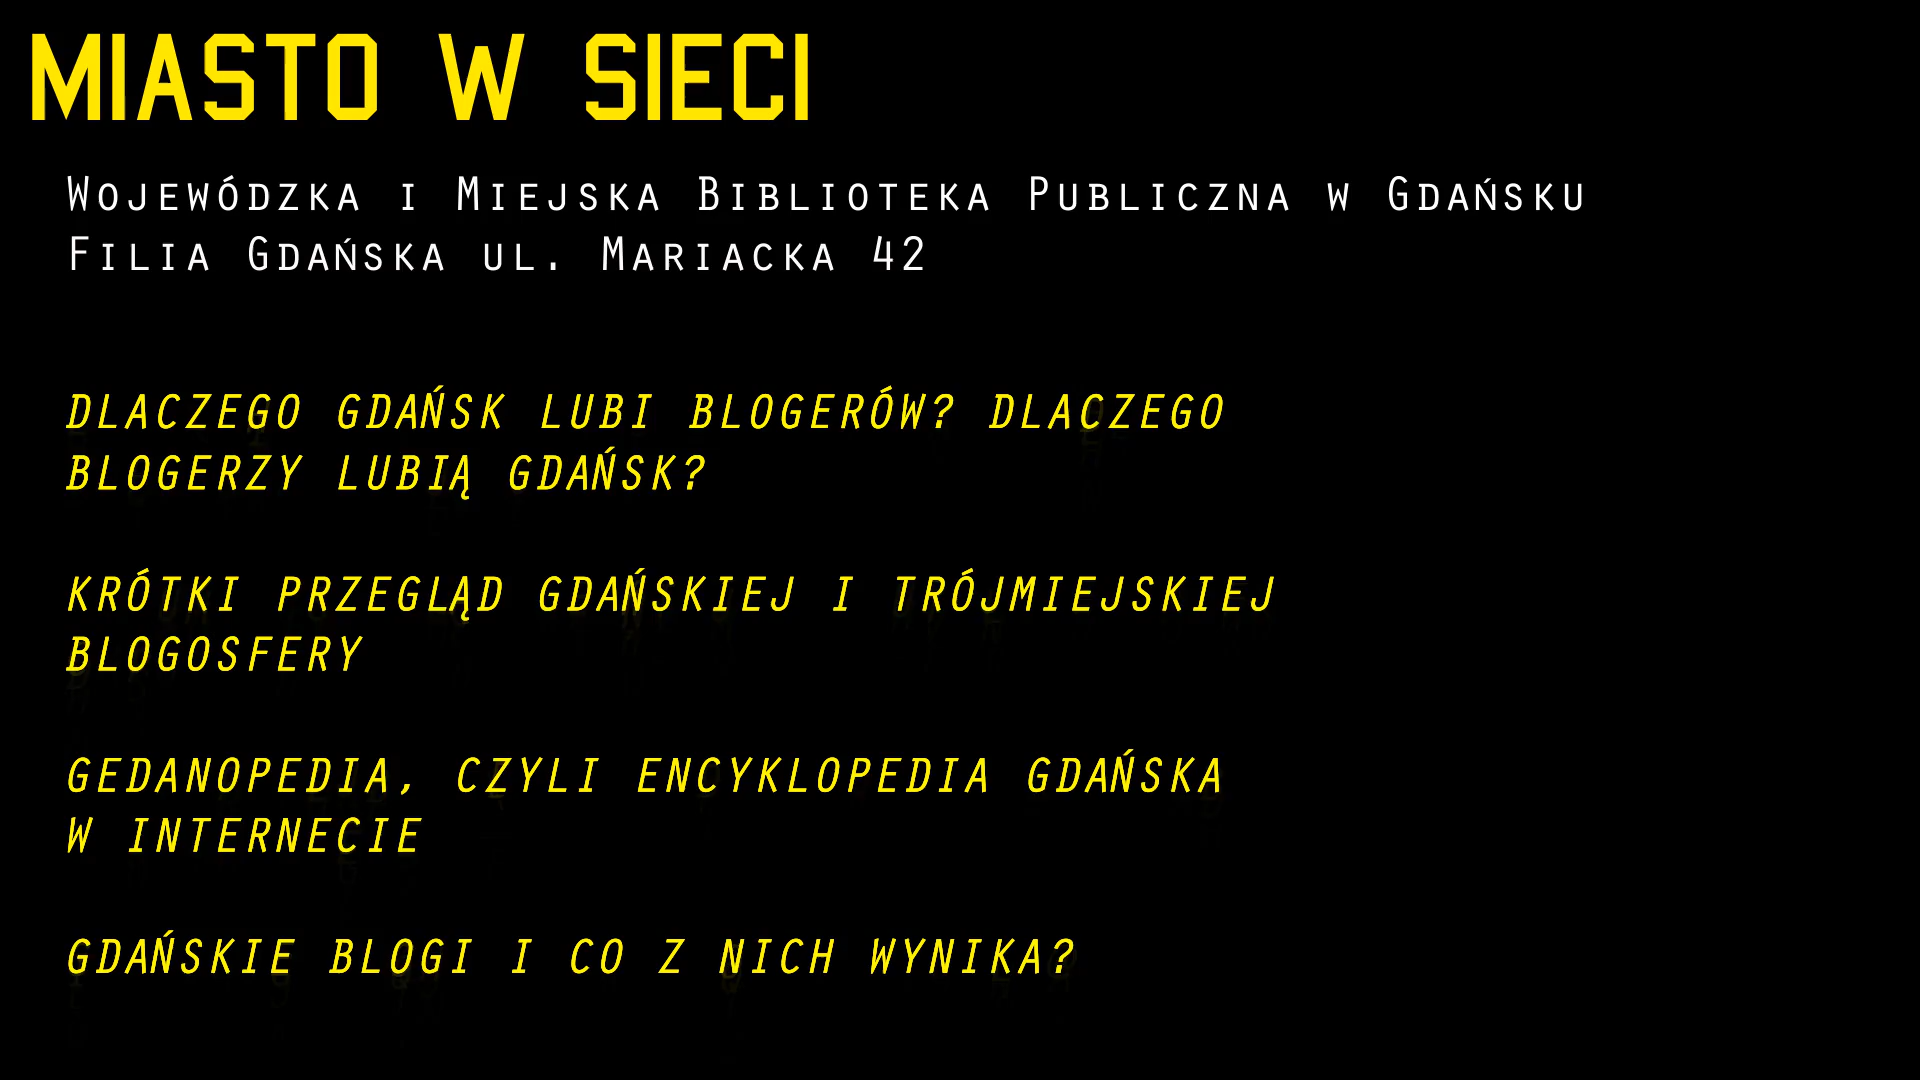 MIASTO W SIECI
Wojewódzka i Miejska Biblioteka Publiczna w Gdańsku
Filia Gdańska ul. Mariacka 42
DLACZEGO GDAŃSK LUBI BLOGERÓW? DLACZEGO
BLOGERZY LUBIĄ GDAŃSK?
KRÓTKI PRZEGLĄD GDAŃSKIEJ I TRÓJMIEJSKIEJ
BLOGOSFERY
GEDANOPEDIA, CZYLI ENCYKLOPEDIA GDAŃSKA
W INTERNECIE
GDAŃSKIE BLOGI I CO Z NICH WYNIKA?